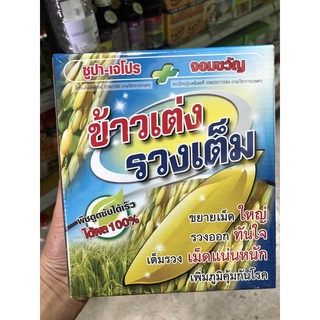 ซูปา-เจโปร
จอมขวัญ
ข้าวเต่ง
รวงเต็ม
พืชดูดซับได้เร็ว
ได้ผล 100%
ขยายเม็ด ใหญ่
รวงออก ทันใจ
เต็มรวง เม็ดแน่นหนัก
เพิ่มภูมิคุ้มกันโรค